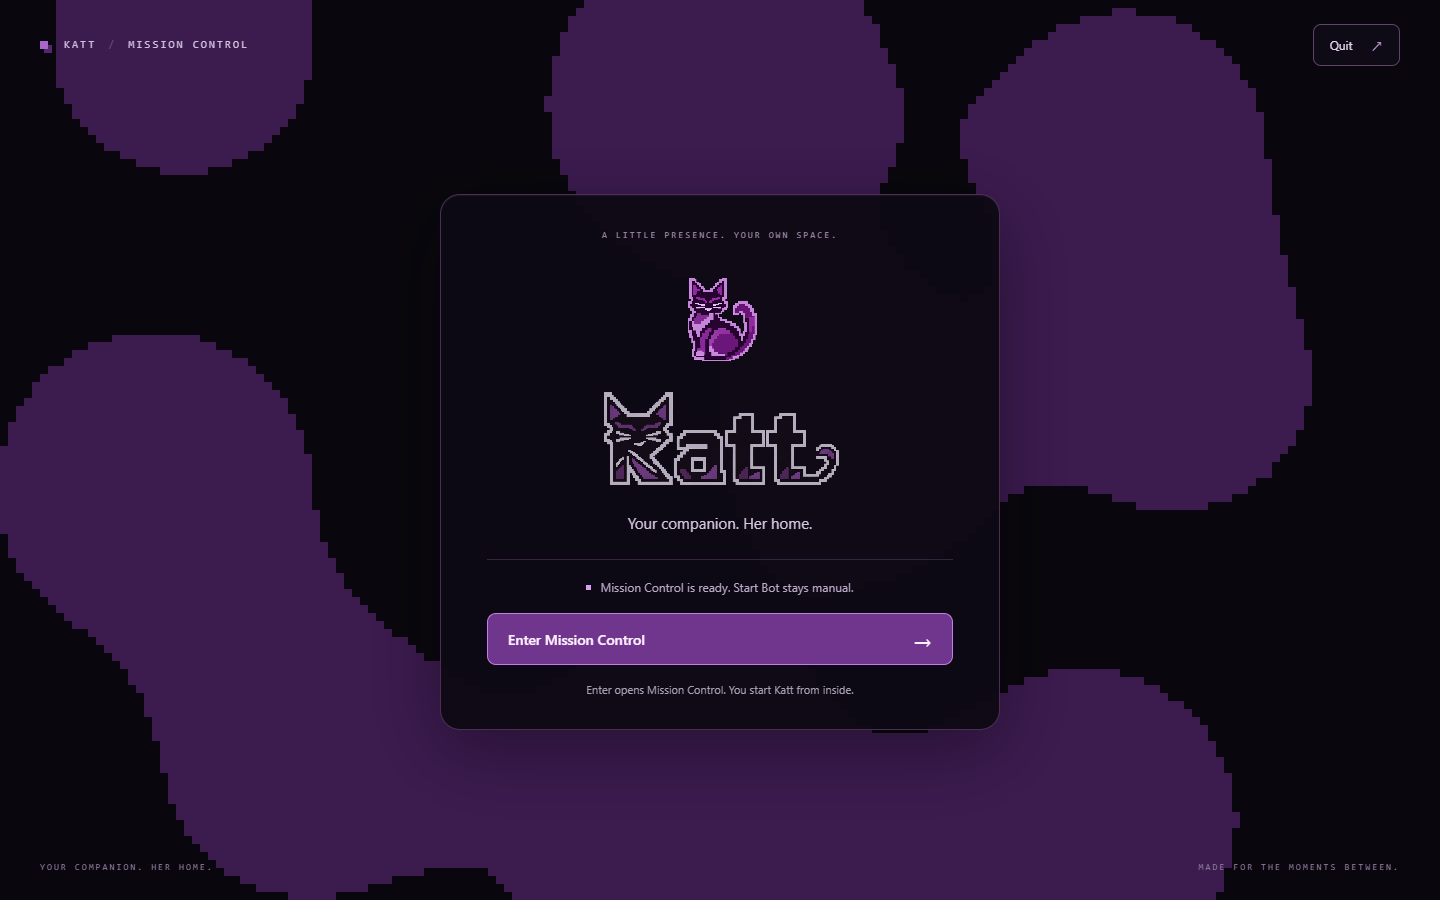 KATT / MISSION CONTROL
Quit ↗
A LITTLE PRESENCE. YOUR OWN SPACE.
Katt
Your companion. Her home.
Mission Control is ready. Start Bot stays manual.
Enter Mission Control →
Enter opens Mission Control. You start Katt from inside.
YOUR COMPANION. HER HOME.
MADE FOR THE MOMENTS BETWEEN.